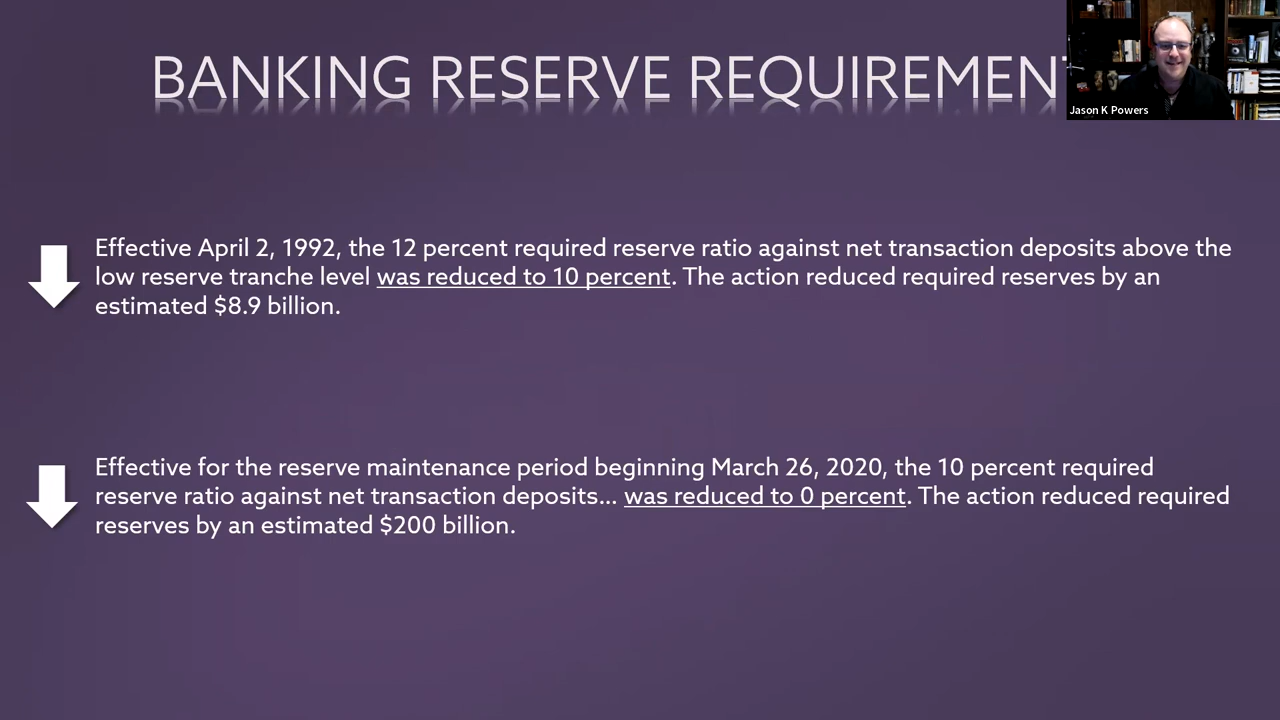 BANKING RESERVE REQUIREMENT
Jason K Powers
Effective April 2, 1992, the 12 percent required reserve ratio against net transaction deposits above the
low reserve tranche level was reduced to 10 percent. The action reduced required reserves by an
estimated $8.9 billion.
Effective for the reserve maintenance period beginning March 26, 2020, the 10 percent required
reserve ratio against net transaction deposits... was reduced to 0 percent. The action reduced required
reserves by an estimated $200 billion.